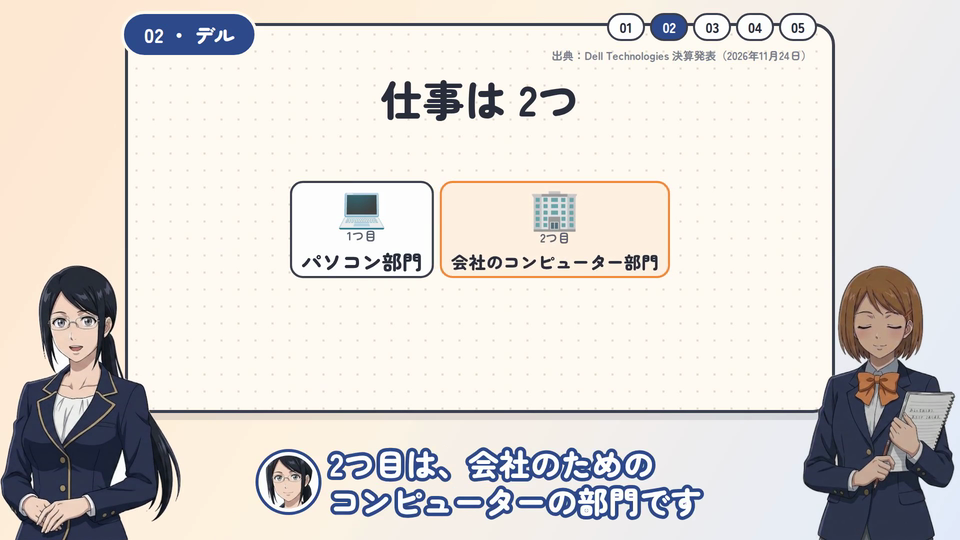 02 ・ デル
01 02 03 04 05
出典：Dell Technologies 決算発表（2026年11月24日）
仕事は 2つ
1つ目
パソコン部門
2つ目
会社のコンピューター部門
2つ目は、会社のための
コンピューターの部門です